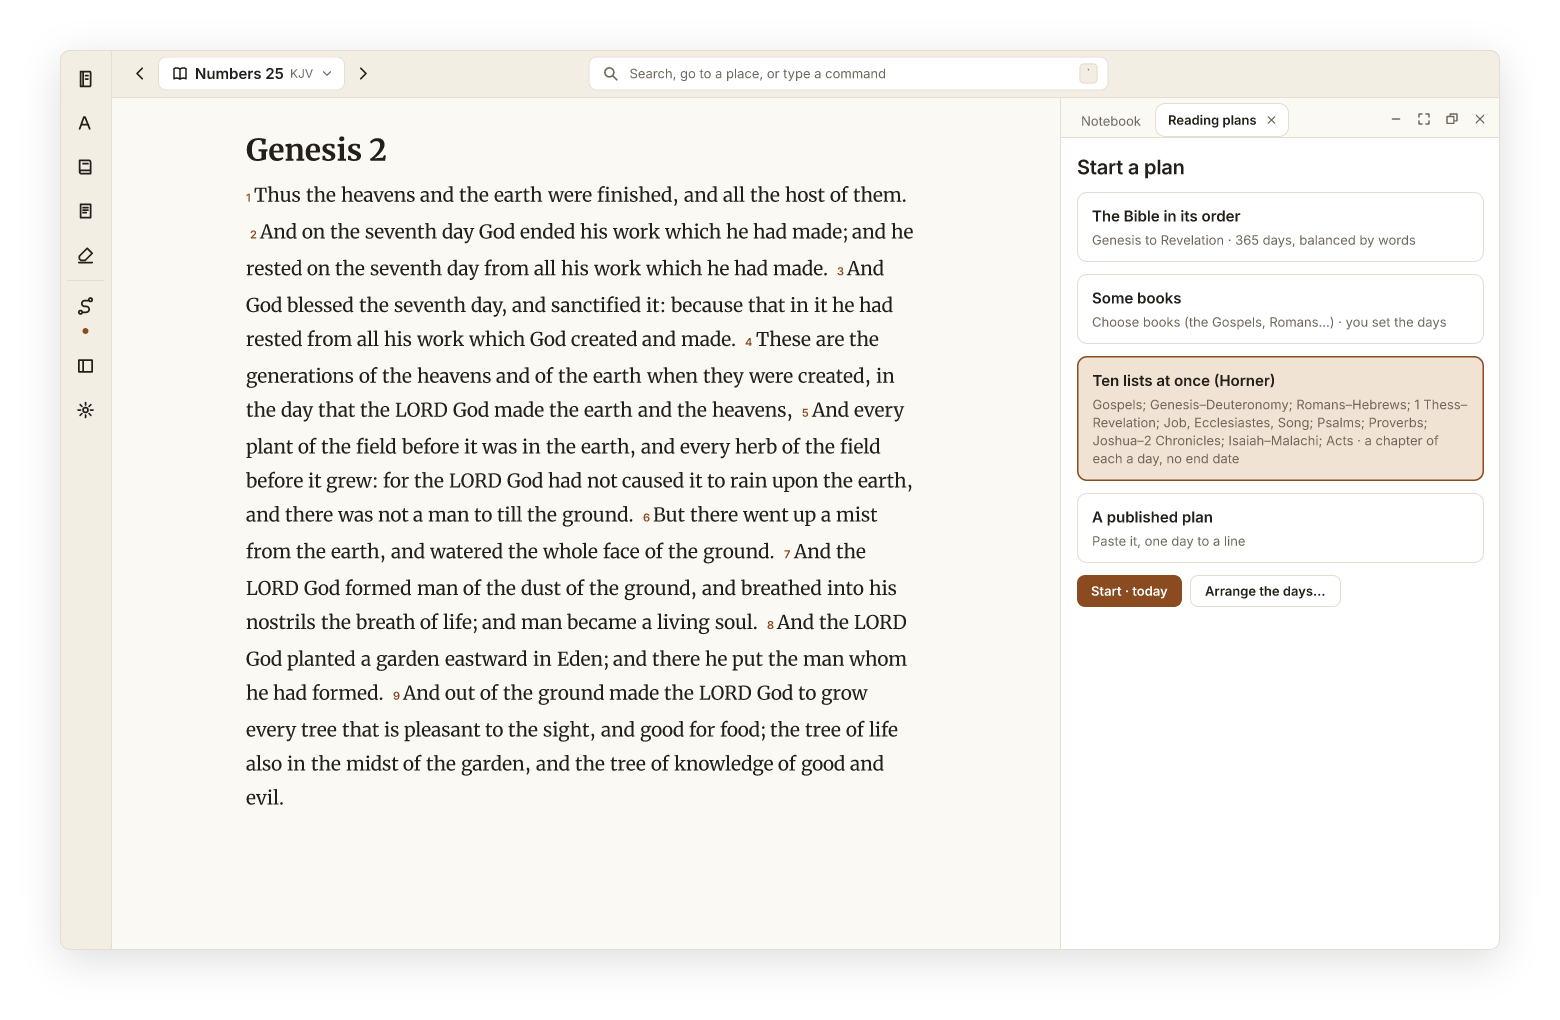 Numbers 25 KJV
Search, go to a place, or type a command
Genesis 2
1 Thus the heavens and the earth were finished, and all the host of them.
2 And on the seventh day God ended his work which he had made; and he
rested on the seventh day from all his work which he had made. 3 And
God blessed the seventh day, and sanctified it: because that in it he had
rested from all his work which God created and made. 4 These are the
generations of the heavens and of the earth when they were created, in
the day that the LORD God made the earth and the heavens, 5 And every
plant of the field before it was in the earth, and every herb of the field
before it grew: for the LORD God had not caused it to rain upon the earth,
and there was not a man to till the ground. 6 But there went up a mist
from the earth, and watered the whole face of the ground. 7 And the
LORD God formed man of the dust of the ground, and breathed into his
nostrils the breath of life; and man became a living soul. 8 And the LORD
God planted a garden eastward in Eden; and there he put the man whom
he had formed. 9 And out of the ground made the LORD God to grow
every tree that is pleasant to the sight, and good for food; the tree of life
also in the midst of the garden, and the tree of knowledge of good and
evil.
Notebook
Reading plans
Start a plan
The Bible in its order
Genesis to Revelation · 365 days, balanced by words
Some books
Choose books (the Gospels, Romans…) · you set the days
Ten lists at once (Horner)
Gospels; Genesis–Deuteronomy; Romans–Hebrews; 1 Thess–
Revelation; Job, Ecclesiastes, Song; Psalms; Proverbs;
Joshua–2 Chronicles; Isaiah–Malachi; Acts · a chapter of
each a day, no end date
A published plan
Paste it, one day to a line
Start · today
Arrange the days…